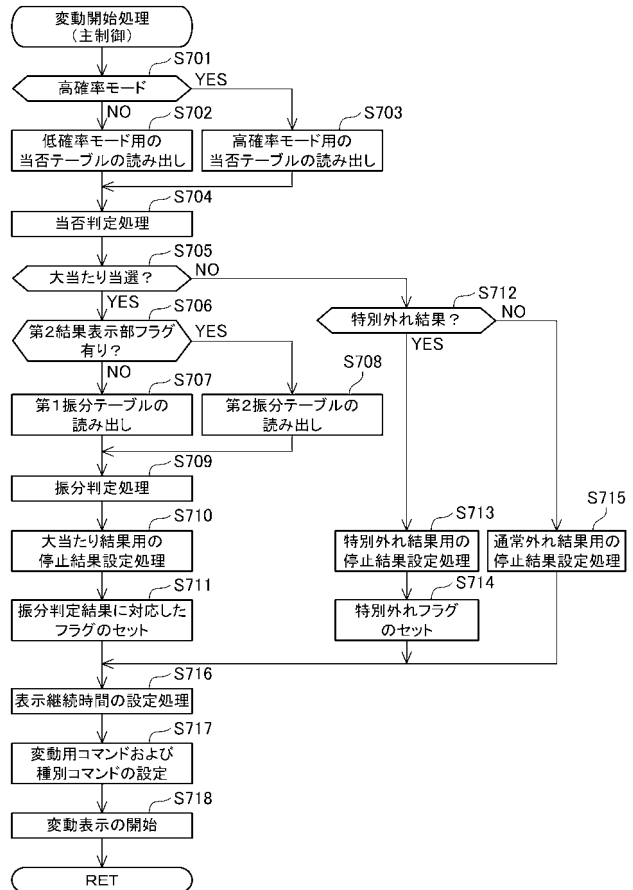 変動開始処理
(主制御)
S701
高確率モード
YES
NO
S702
低確率モード用の
当否テーブルの読み出し
S703
高確率モード用の
当否テーブルの読み出し
S704
当否判定処理
S705
大当たり当選？
NO
YES
S706
第2結果表示部フラグ
有り？
YES
NO
S712
特別外れ結果？
NO
YES
S707
第1振分テーブルの
読み出し
S708
第2振分テーブルの
読み出し
S709
振分判定処理
S710
大当たり結果用の
停止結果設定処理
S713
特別外れ結果用の
停止結果設定処理
S715
通常外れ結果用の
停止結果設定処理
S711
振分判定結果に対応した
フラグのセット
S714
特別外れフラグ
のセット
S716
表示継続時間の設定処理
S717
変動用コマンドおよび
種別コマンドの設定
S718
変動表示の開始
RET